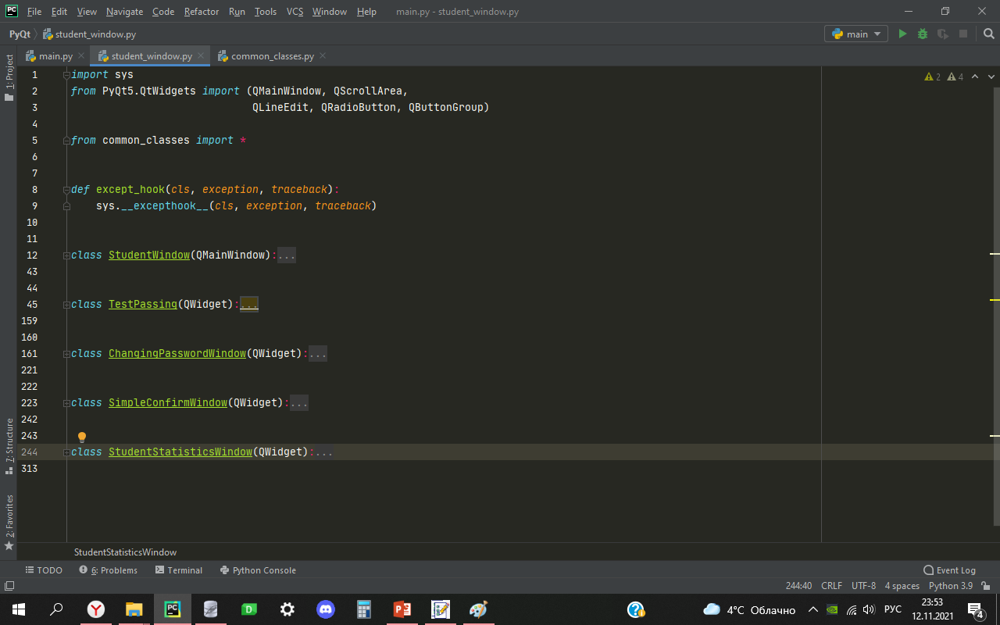 PC File Edit View Navigate Code Refactor Run Tools VCS Window Help main.py - student_window.py
PyQt student_window.py main
main.py student_window.py common_classes.py
1 import sys 2 4
2 from PyQt5.QtWidgets import (QMainWindow, QScrollArea,
3 QLineEdit, QRadioButton, QButtonGroup)
4
5 from common_classes import *
6
7
8 def except_hook(cls, exception, traceback):
9 sys.__excepthook__(cls, exception, traceback)
10
11
12 class StudentWindow(QMainWindow):...
43
44
45 class TestPassing(QWidget):...
159
160
161 class ChangingPasswordWindow(QWidget):...
221
222
223 class SimpleConfirmWindow(QWidget):...
242
243
244 class StudentStatisticsWindow(QWidget):...
313
1: Project
7: Structure
2: Favorites
StudentStatisticsWindow
TODO 6: Problems Terminal Python Console Event Log
244:40 CRLF UTF-8 4 spaces Python 3.9
Y PC D P 4°C Облачно РУС 23:53
12.11.2021 4